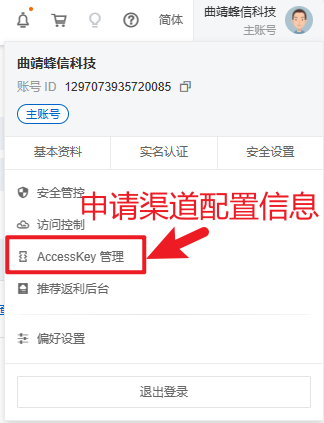 简体
曲靖蜂信科技
主账号
曲靖蜂信科技
账号 ID 1297073935720085
主账号
基本资料 实名认证 安全设置
安全管控
申请渠道配置信息
访问控制
AccessKey 管理
推荐返利后台
偏好设置
退出登录